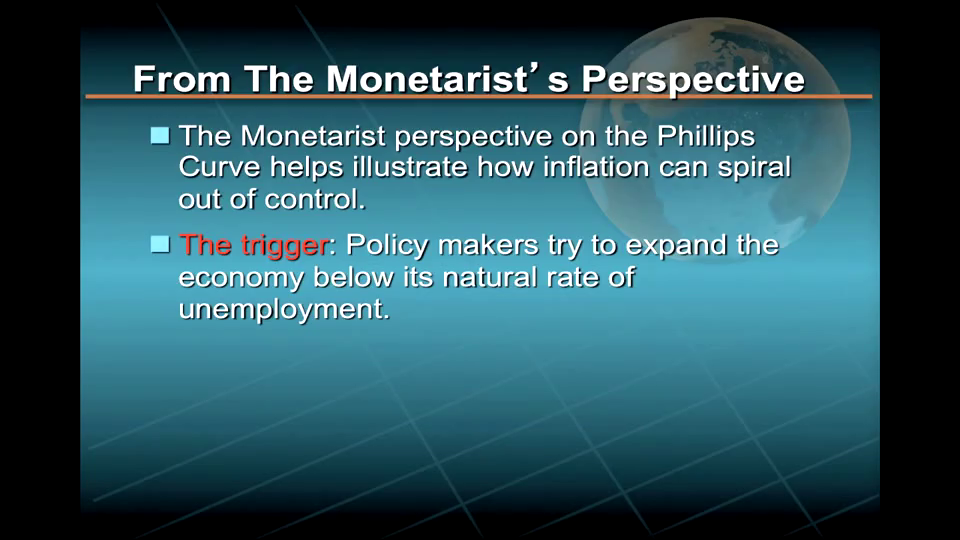 From The Monetarist’s Perspective
The Monetarist perspective on the Phillips
Curve helps illustrate how inflation can spiral
out of control.
The trigger: Policy makers try to expand the
economy below its natural rate of
unemployment.